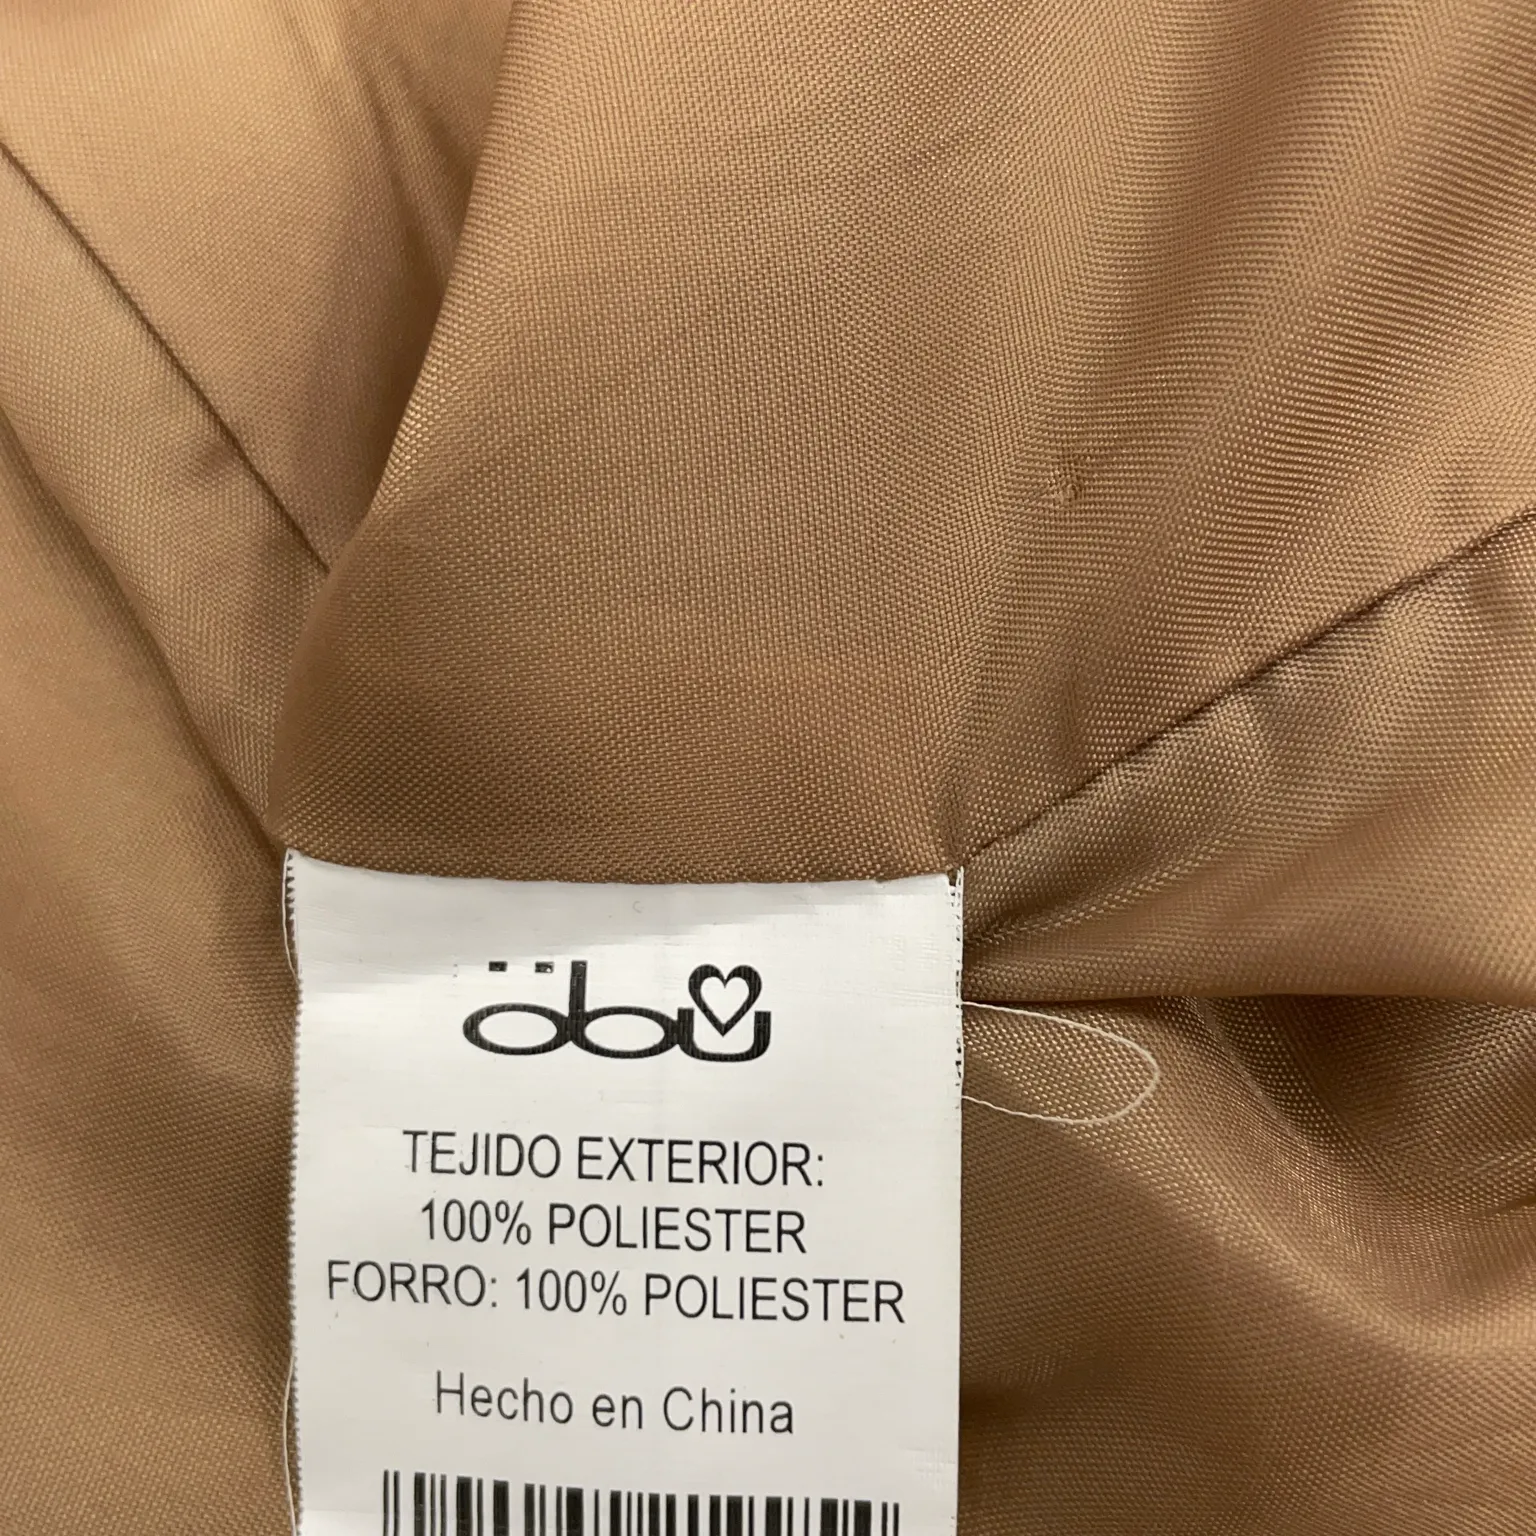 öbü
TEJIDO EXTERIOR:
100% POLIESTER
FORRO: 100% POLIESTER
Hecho en China